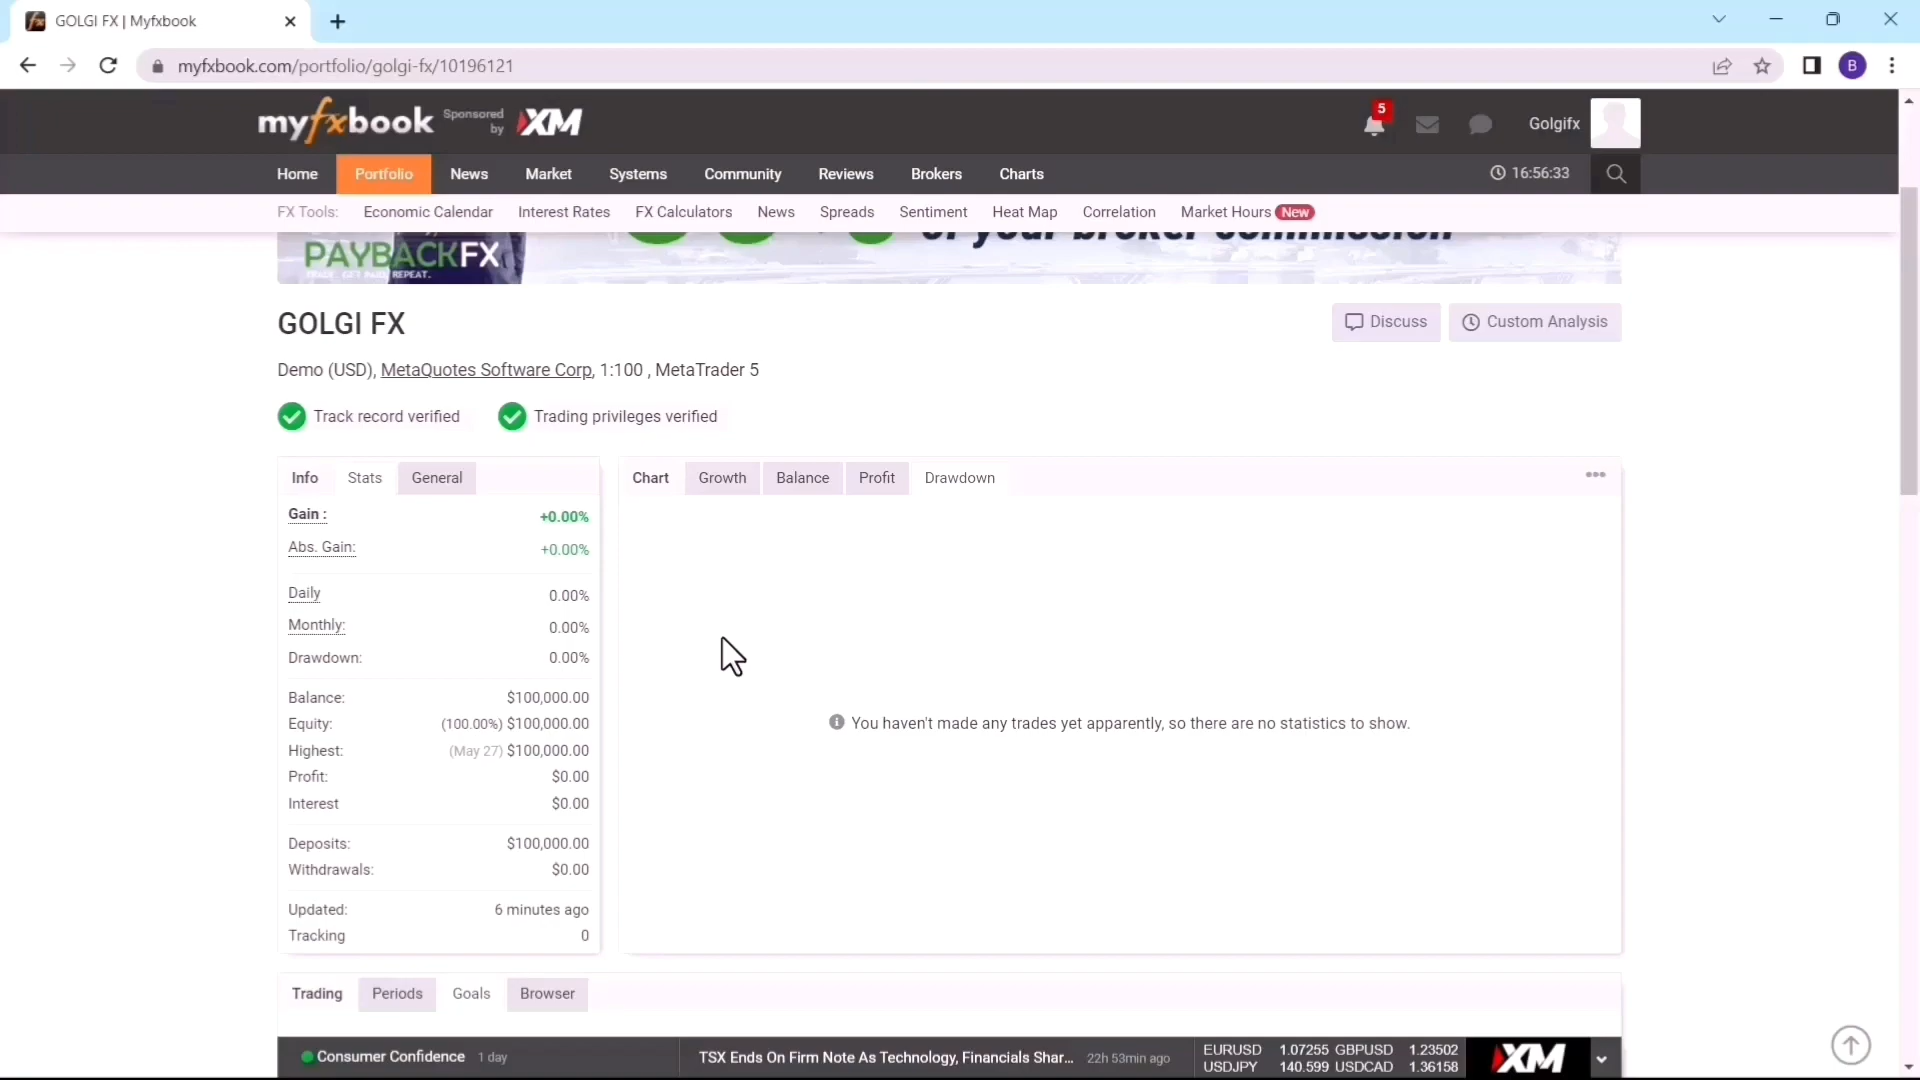 GOLGI FX | Myfxbook
myfxbook.com/portfolio/golgi-fx/10196121
B
myfxbook Sponsored by XM
5
Golgifx
Home Portfolio News Market Systems Community Reviews Brokers Charts 16:56:33
FX Tools: Economic Calendar Interest Rates FX Calculators News Spreads Sentiment Heat Map Correlation Market Hours New
of your broker commission
PAYBACKFX
TRADE. GET PAID. REPEAT.
GOLGI FX
Discuss Custom Analysis
Demo (USD), MetaQuotes Software Corp, 1:100 , MetaTrader 5
Track record verified Trading privileges verified
Info Stats General
Chart Growth Balance Profit Drawdown
Gain : +0.00%
Abs. Gain: +0.00%
Daily 0.00%
Monthly: 0.00%
Drawdown: 0.00%
Balance: $100,000.00
Equity: (100.00%) $100,000.00
Highest: (May 27) $100,000.00
Profit: $0.00
Interest $0.00
Deposits: $100,000.00
Withdrawals: $0.00
Updated: 6 minutes ago
Tracking 0
You haven't made any trades yet apparently, so there are no statistics to show.
Trading Periods Goals Browser
Consumer Confidence 1 day
TSX Ends On Firm Note As Technology, Financials Shar... 22h 53min ago
EURUSD 1.07255 GBPUSD 1.23502
USDJPY 140.599 USDCAD 1.36158
XM